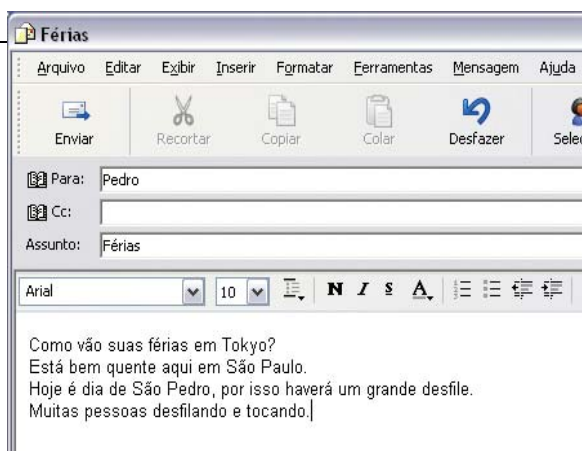 Férias
Arquivo Editar Exibir Inserir Formatar Ferramentas Mensagem Ajuda
Enviar Recortar Copiar Colar Desfazer
Para: Pedro
Cc:
Assunto: Férias
Arial 10 N I S A
Como vão suas férias em Tokyo?
Está bem quente aqui em São Paulo.
Hoje é dia de São Pedro, por isso haverá um grande desfile.
Muitas pessoas desfilando e tocando.